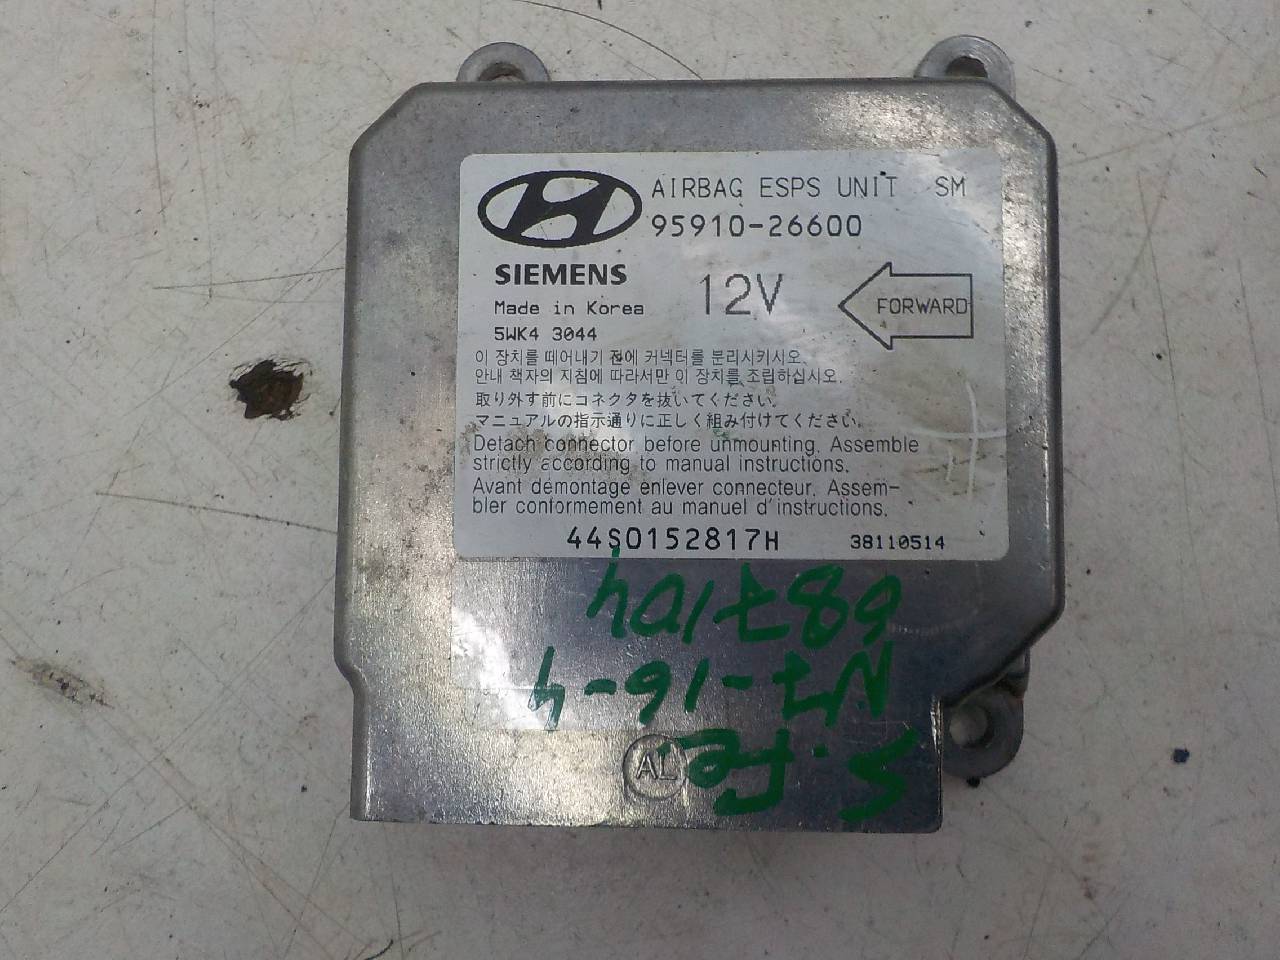 AIRBAG ESPS UNIT SM
95910-26600
SIEMENS
12V
FORWARD
Made in Korea
5WK4 3044
이 장치를 떼어내기 전에 커넥터를 분리시키시오.
안내 책자의 지침에 따라서만 이 장치를 조립하십시오.
取り外す前にコネクタを抜いてください。
マニュアルの指示通りに正しく組み付けてください。
Detach connector before unmounting. Assemble
strictly according to manual instructions.
Avant démontage enlever connecteur. Assem-
bler conformement au manuel d'instructions.
44S0152817H
38110514
S.Fe.
N7-16-4
687104
AL